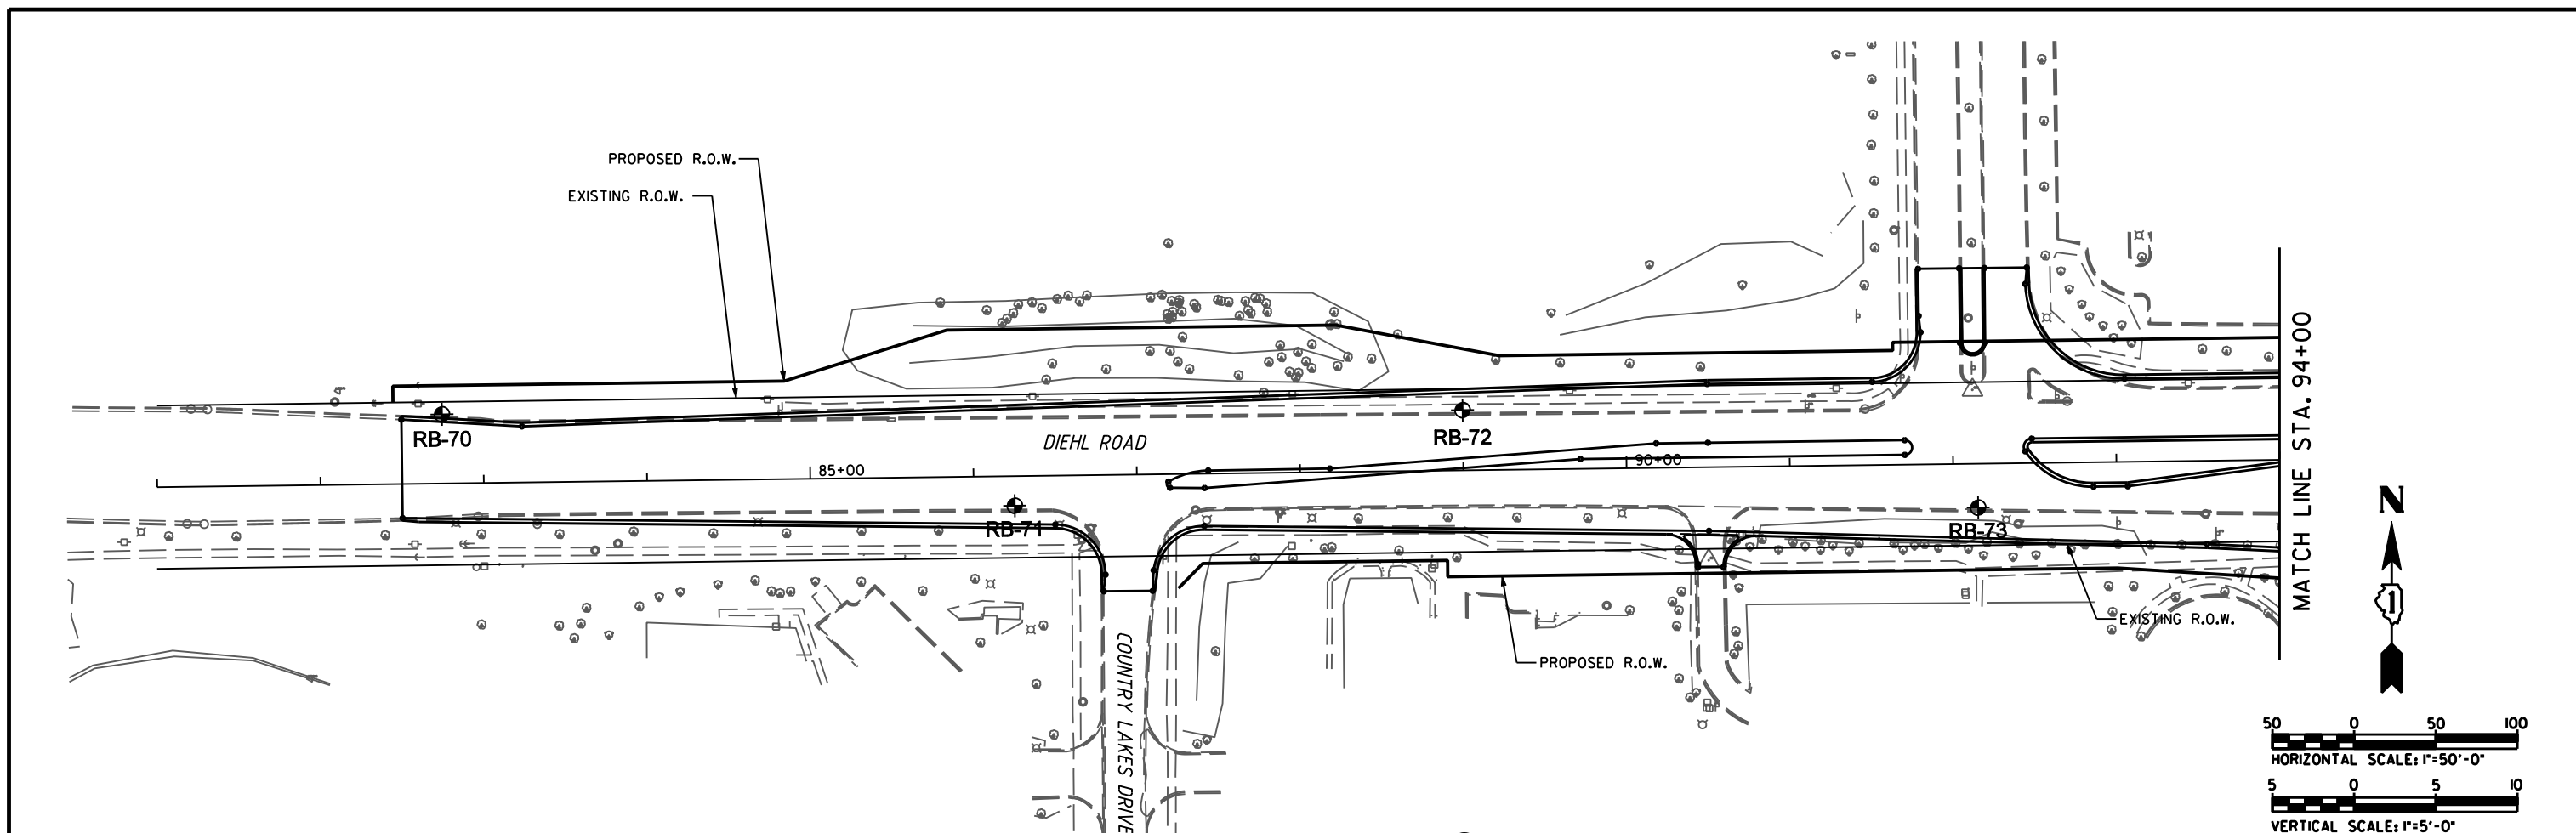 PROPOSED R.O.W.
EXISTING R.O.W.
RB-70
RB-72
DIEHL ROAD
85+00
90+00
RB-71
RB-73
EXISTING R.O.W.
PROPOSED R.O.W.
COUNTRY LAKES DRIVE
MATCH LINE STA. 94+00
N
1
50 0 50 100
HORIZONTAL SCALE: 1"=50'-0"
5 0 5 10
VERTICAL SCALE: 1"=5'-0"